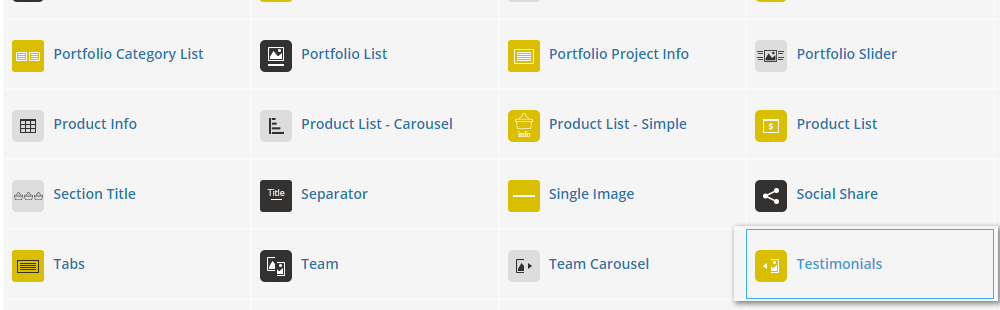 Portfolio Category List
Portfolio List
Portfolio Project Info
Portfolio Slider
Product Info
Product List - Carousel
info
Product List - Simple
$
Product List
Section Title
Title
Separator
Single Image
Social Share
Tabs
Team
Team Carousel
Testimonials